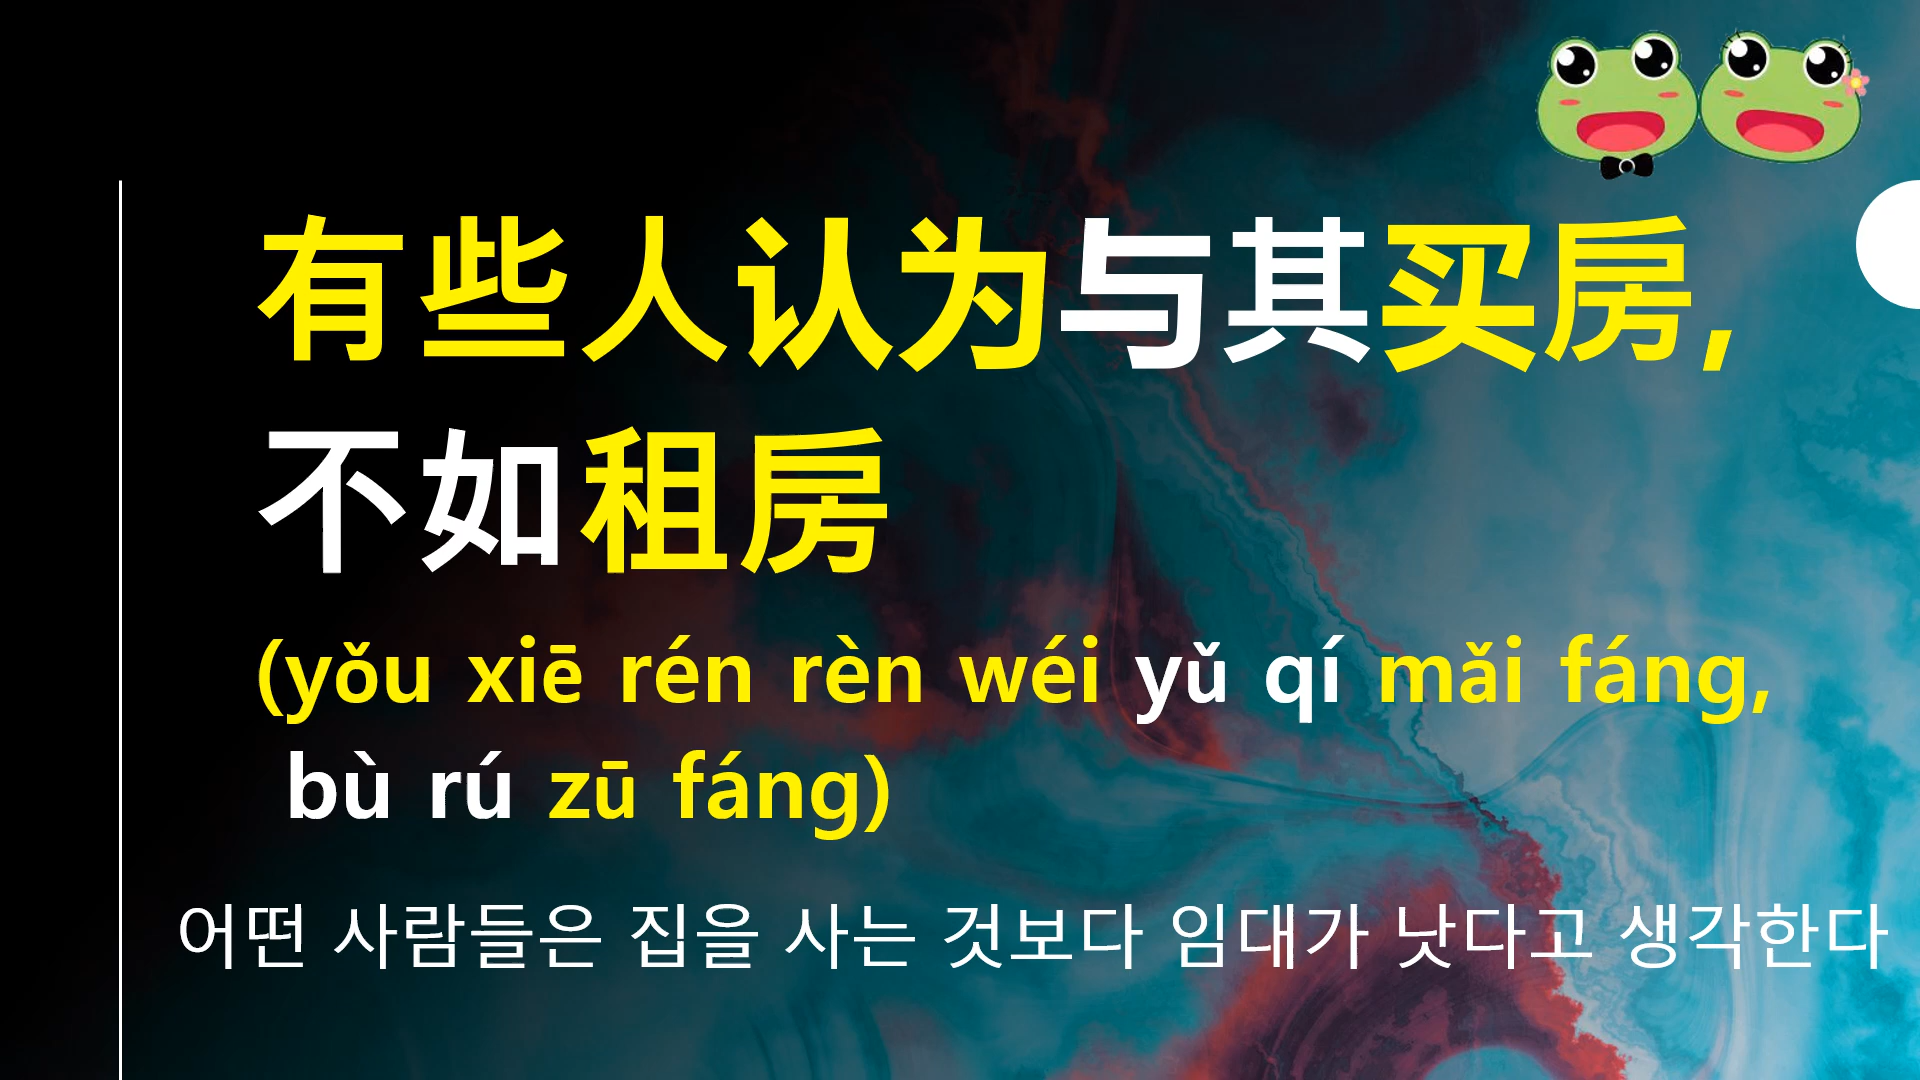 有些人认为与其买房,
不如租房
(yǒu xiē rén rèn wéi yǔ qí mǎi fáng,
bù rú zū fáng)
어떤 사람들은 집을 사는 것보다 임대가 낫다고 생각한다